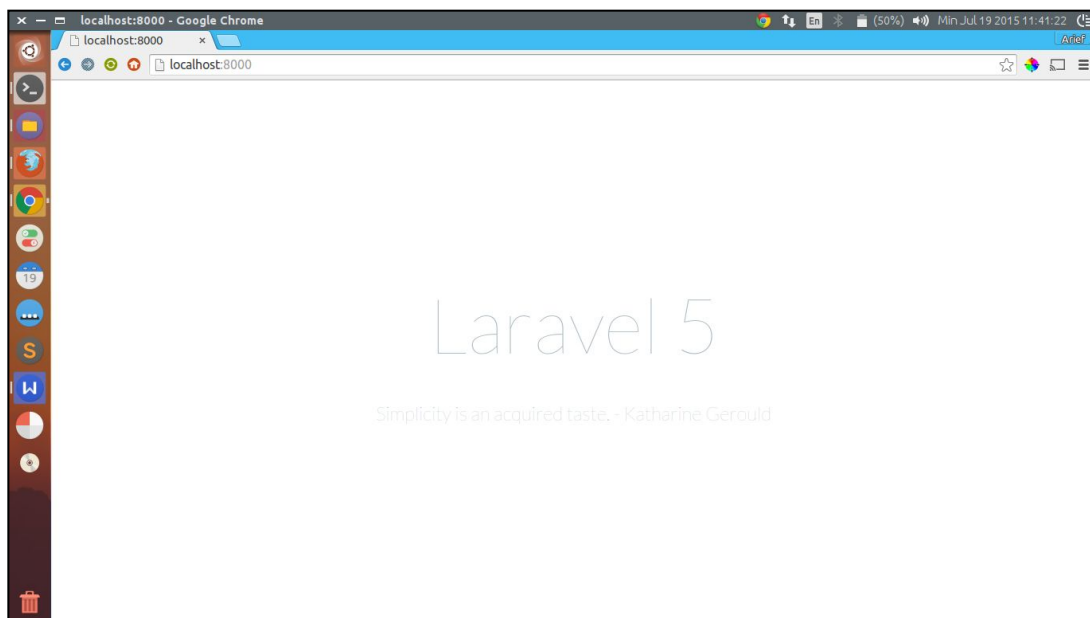 localhost:8000 - Google Chrome
En (50%) Min Jul 19 2015 11:41:22
localhost:8000 ×
Arief
localhost:8000
19
S
W
Laravel 5
Simplicity is an acquired taste. - Katharine Gerould